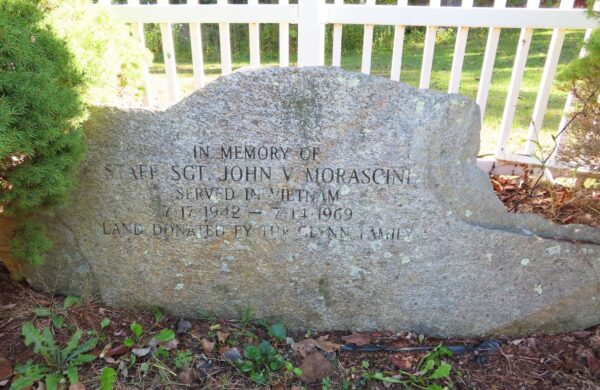 IN MEMORY OF
STAFF SGT. JOHN V. MORASCINI
SERVED IN VIETNAM
7-17-1942 — 7-14-1969
LAND DONATED BY THE GLYNN FAMILY